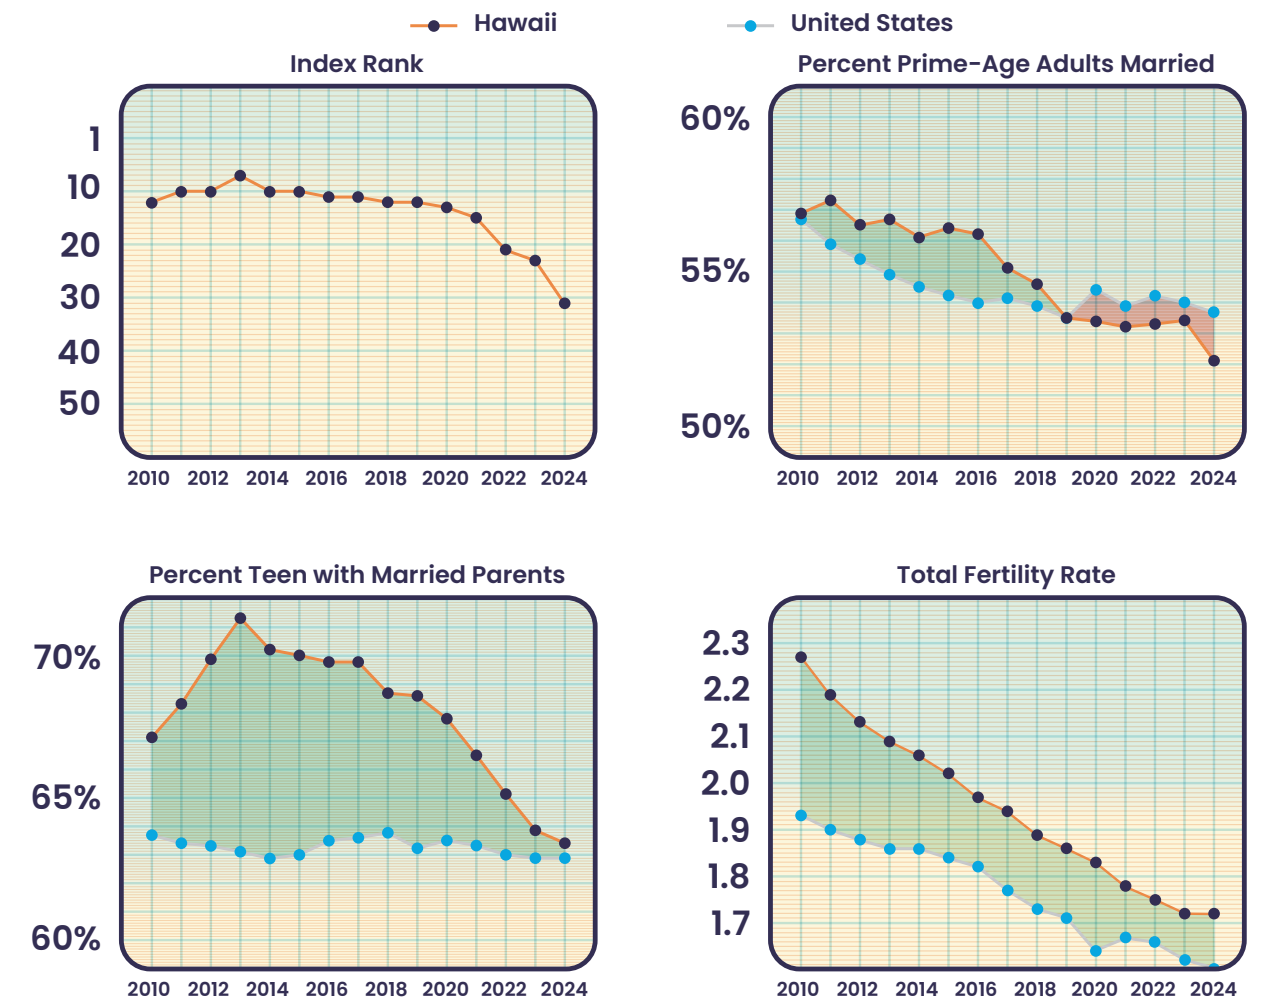 Hawaii
United States
Index Rank
1
10
20
30
40
50
2010 2012 2014 2016 2018 2020 2022 2024
Percent Prime-Age Adults Married
60%
55%
50%
2010 2012 2014 2016 2018 2020 2022 2024
Percent Teen with Married Parents
70%
65%
60%
2010 2012 2014 2016 2018 2020 2022 2024
Total Fertility Rate
2.3
2.2
2.1
2.0
1.9
1.8
1.7
2010 2012 2014 2016 2018 2020 2022 2024